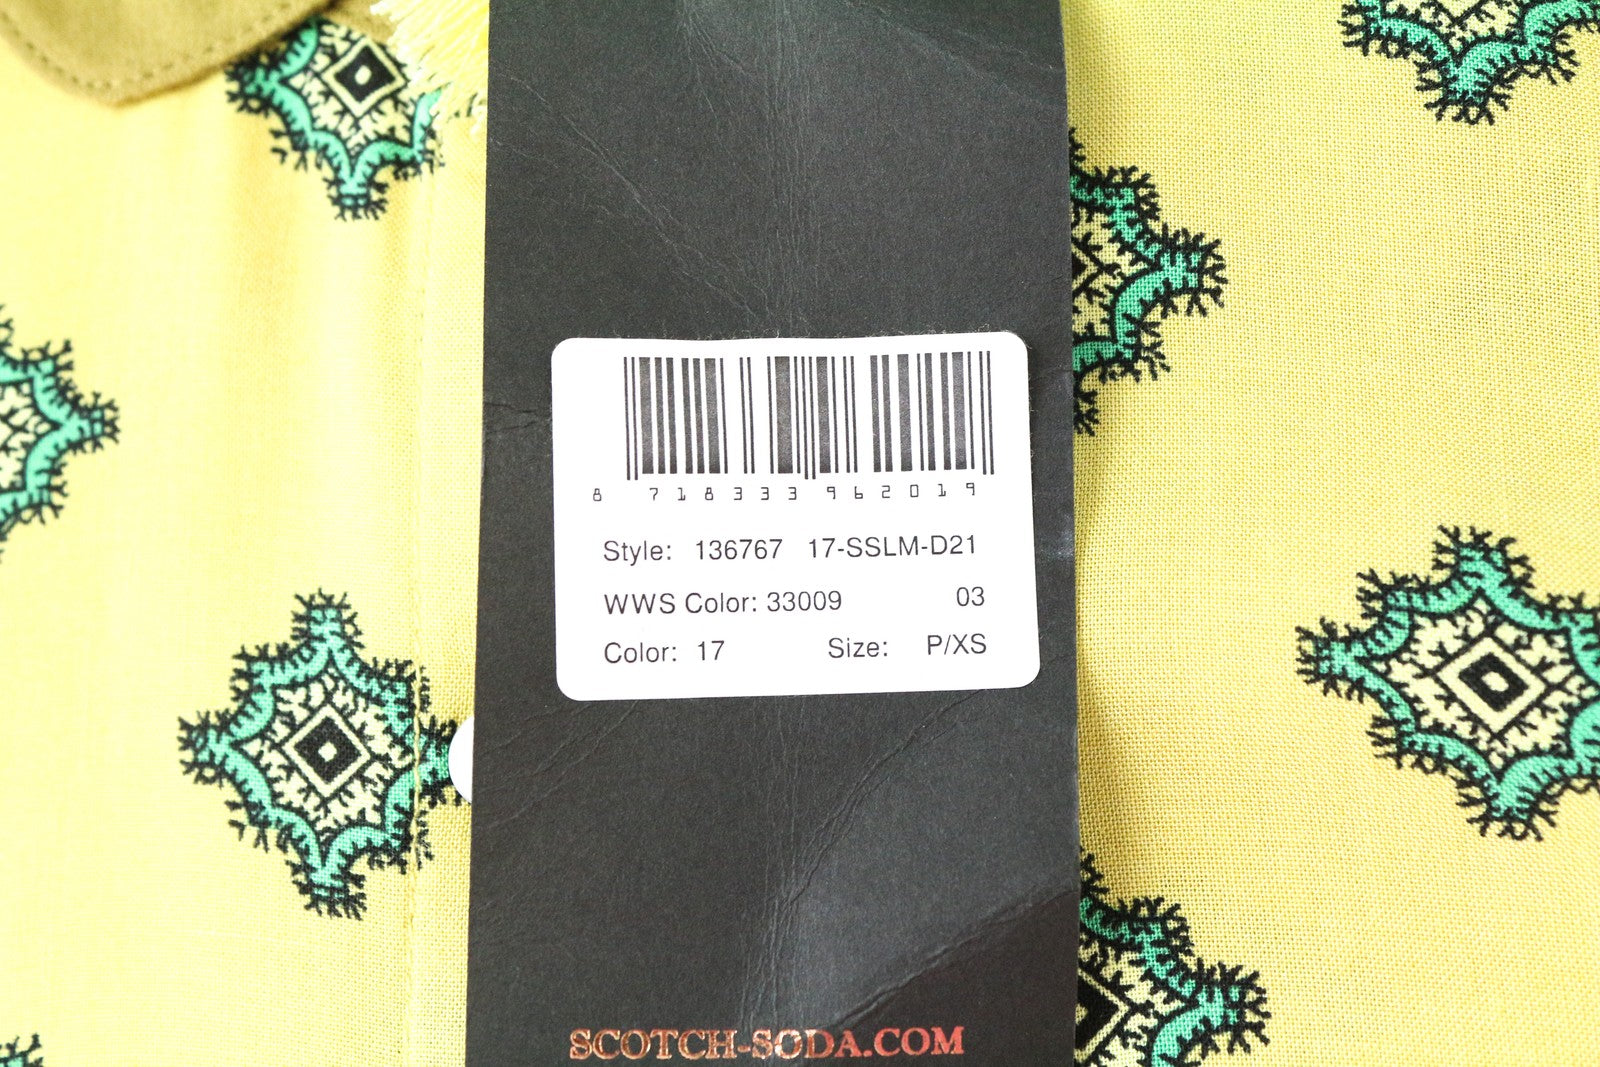 8 718333 962019
Style: 136767 17-SSLM-D21
WWS Color: 33009 03
Color: 17 Size: P/XS
SCOTCH-SODA.COM